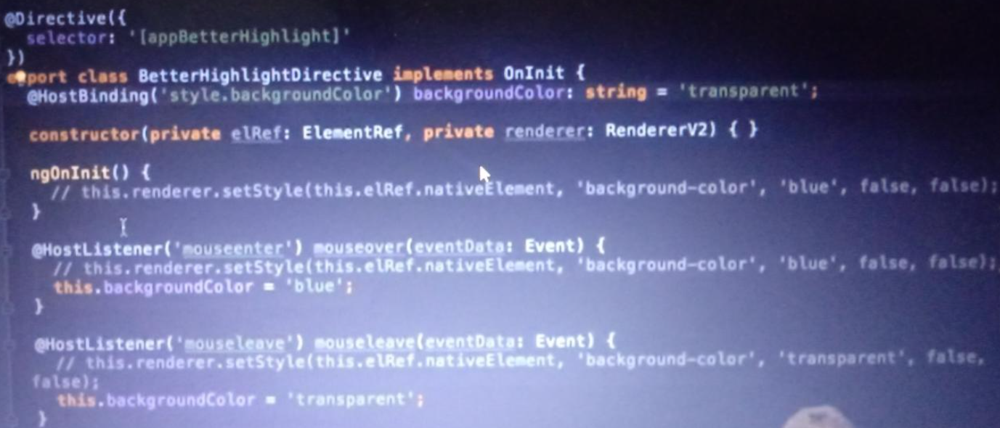 @Directive({
  selector: '[appBetterHighlight]'
})
export class BetterHighlightDirective implements OnInit {
  @HostBinding('style.backgroundColor') backgroundColor: string = 'transparent';
  constructor(private elRef: ElementRef, private renderer: RendererV2) { }
  ngOnInit() {
    // this.renderer.setStyle(this.elRef.nativeElement, 'background-color', 'blue', false, false);
  }
  @HostListener('mouseenter') mouseover(eventData: Event) {
    // this.renderer.setStyle(this.elRef.nativeElement, 'background-color', 'blue', false, false);
    this.backgroundColor = 'blue';
  }
  @HostListener('mouseleave') mouseleave(eventData: Event) {
    // this.renderer.setStyle(this.elRef.nativeElement, 'background-color', 'transparent', false,
false);
    this.backgroundColor = 'transparent';
  }